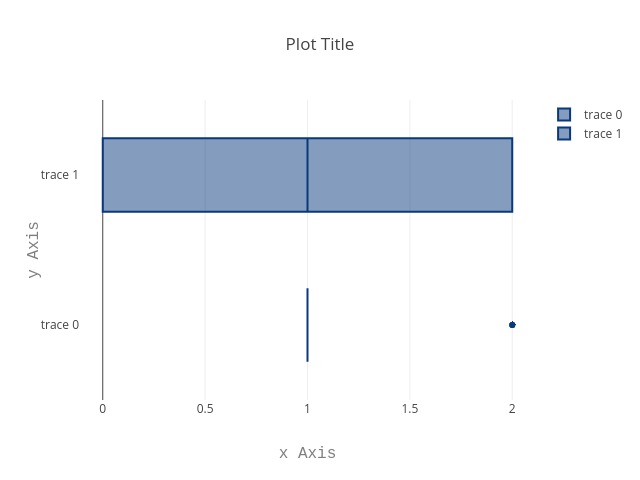 Plot Title
trace 0
trace 1
trace 1
trace 0
y Axis
0
0.5
1
1.5
2
x Axis